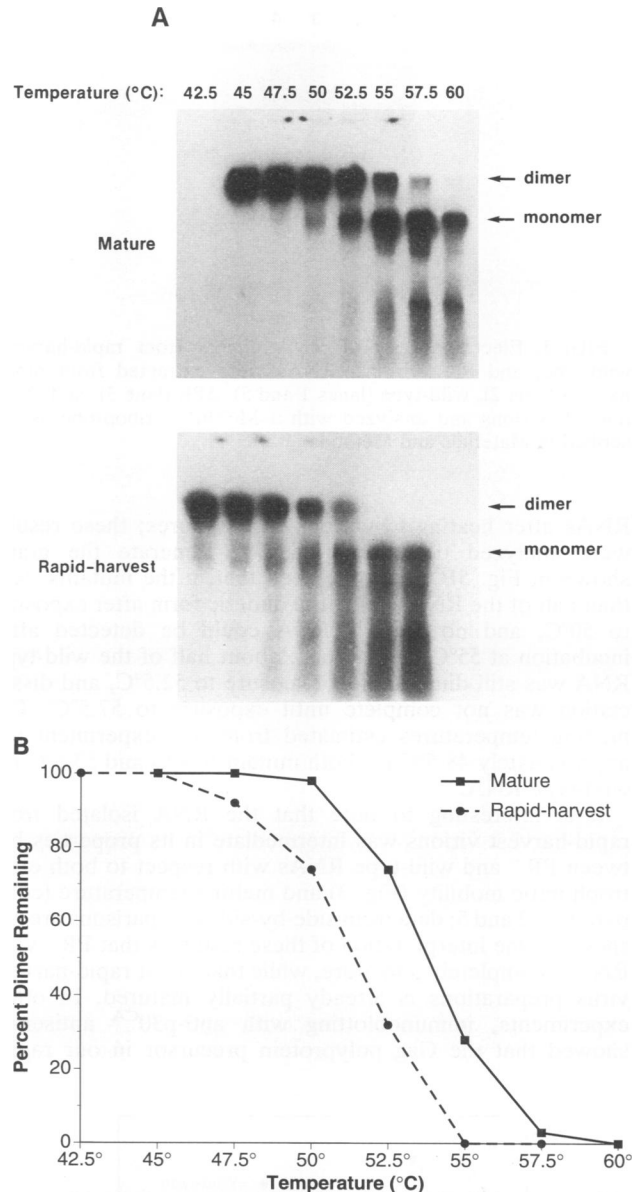 A
Temperature (°C): 42.5 45 47.5 50 52.5 55 57.5 60
dimer
monomer
Mature
dimer
monomer
Rapid-harvest
B
100
80
60
40
20
0
Percent Dimer Remaining
Mature
Rapid-harvest
42.5° 45° 47.5° 50° 52.5° 55° 57.5° 60°
Temperature (°C)